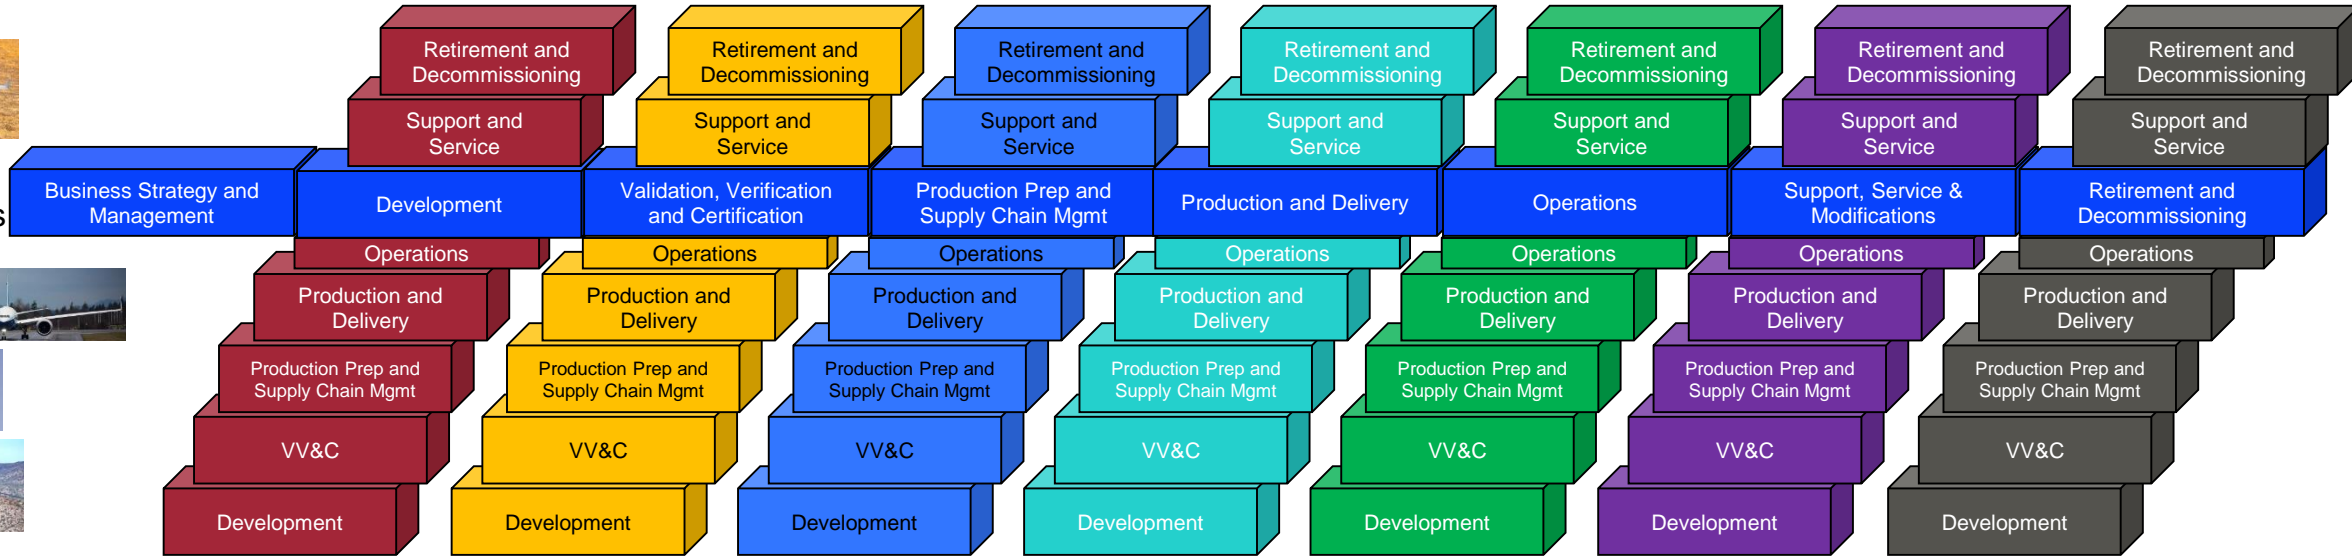 Retirement and
Decommissioning
Retirement and
Decommissioning
Retirement and
Decommissioning
Retirement and
Decommissioning
Retirement and
Decommissioning
Retirement and
Decommissioning
Retirement and
Decommissioning
Support and
Service
Support and
Service
Support and
Service
Support and
Service
Support and
Service
Support and
Service
Support and
Service
s
Business Strategy and
Management
Development
Validation, Verification
and Certification
Production Prep and
Supply Chain Mgmt
Production and Delivery
Operations
Support, Service &
Modifications
Retirement and
Decommissioning
Operations
Operations
Operations
Operations
Operations
Operations
Operations
Production and
Delivery
Production and
Delivery
Production and
Delivery
Production and
Delivery
Production and
Delivery
Production and
Delivery
Production and
Delivery
Production Prep and
Supply Chain Mgmt
Production Prep and
Supply Chain Mgmt
Production Prep and
Supply Chain Mgmt
Production Prep and
Supply Chain Mgmt
Production Prep and
Supply Chain Mgmt
Production Prep and
Supply Chain Mgmt
Production Prep and
Supply Chain Mgmt
VV&C
VV&C
VV&C
VV&C
VV&C
VV&C
VV&C
Development
Development
Development
Development
Development
Development
Development